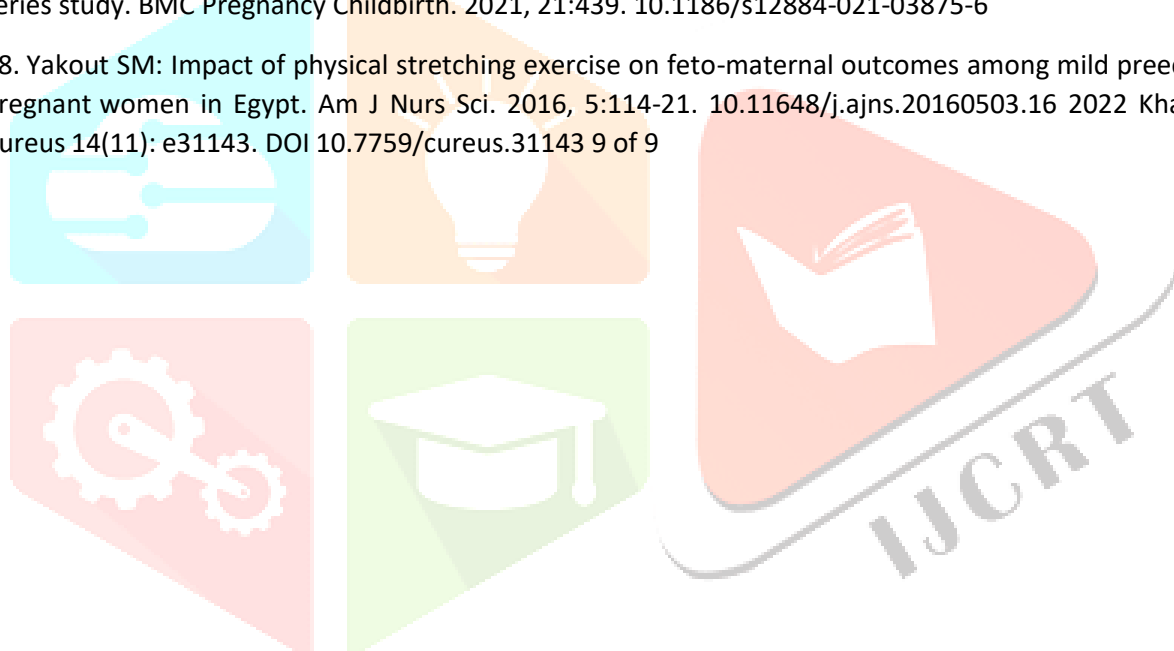 eries study. BMC Pregnancy Childbirth. 2021, 21:439. 10.1186/s12884-021-03875-6
8. Yakout SM: Impact of physical stretching exercise on feto-maternal outcomes among mild preec
regnant women in Egypt. Am J Nurs Sci. 2016, 5:114-21. 10.11648/j.ajns.20160503.16 2022 Kha
ureus 14(11): e31143. DOI 10.7759/cureus.31143 9 of 9
IJCRT